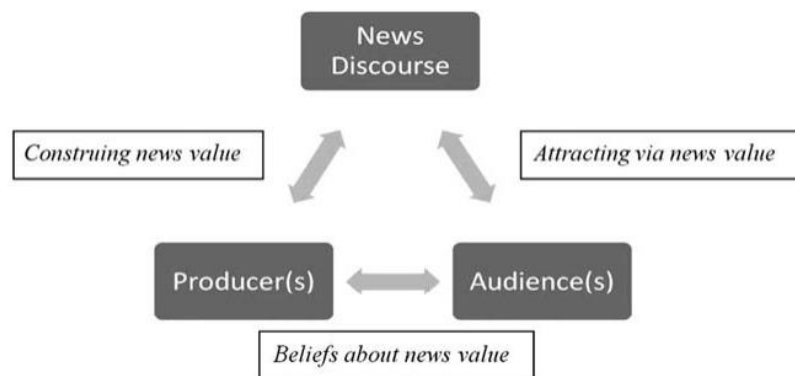 News
Discourse
Construing news value
Attracting via news value
Producer(s)
Audience(s)
Beliefs about news value